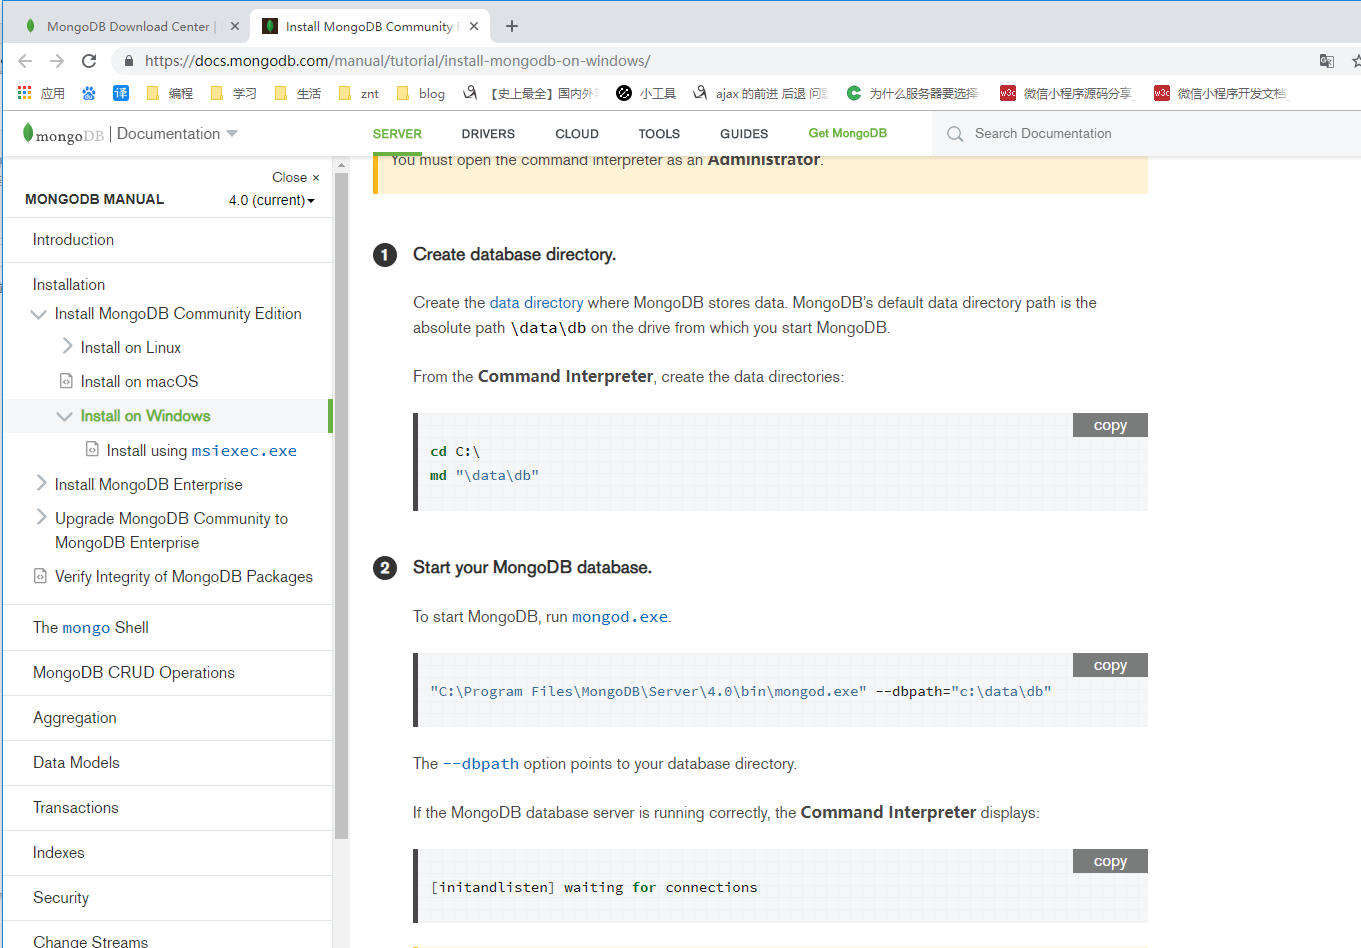 MongoDB Download Center |
Install MongoDB Community E
https://docs.mongodb.com/manual/tutorial/install-mongodb-on-windows/
应用 译 编程 学习 生活 znt blog 【史上最全】国内外 小工具 ajax 的前进 后退 问 为什么服务器要选择 w3c 微信小程序源码分享_ w3c 微信小程序开发文档_
mongoDB | Documentation
SERVER DRIVERS CLOUD TOOLS GUIDES Get MongoDB
Search Documentation
Close ×
MONGODB MANUAL 4.0 (current)
Introduction
Installation
Install MongoDB Community Edition
Install on Linux
Install on macOS
Install on Windows
Install using msiexec.exe
Install MongoDB Enterprise
Upgrade MongoDB Community to
MongoDB Enterprise
Verify Integrity of MongoDB Packages
The mongo Shell
MongoDB CRUD Operations
Aggregation
Data Models
Transactions
Indexes
Security
Change Streams
You must open the command interpreter as an Administrator.
1 Create database directory.
Create the data directory where MongoDB stores data. MongoDB's default data directory path is the
absolute path \data\db on the drive from which you start MongoDB.
From the Command Interpreter, create the data directories:
copy
cd C:\
md "\data\db"
2 Start your MongoDB database.
To start MongoDB, run mongod.exe.
copy
"C:\Program Files\MongoDB\Server\4.0\bin\mongod.exe" --dbpath="c:\data\db"
The --dbpath option points to your database directory.
If the MongoDB database server is running correctly, the Command Interpreter displays:
copy
[initandlisten] waiting for connections